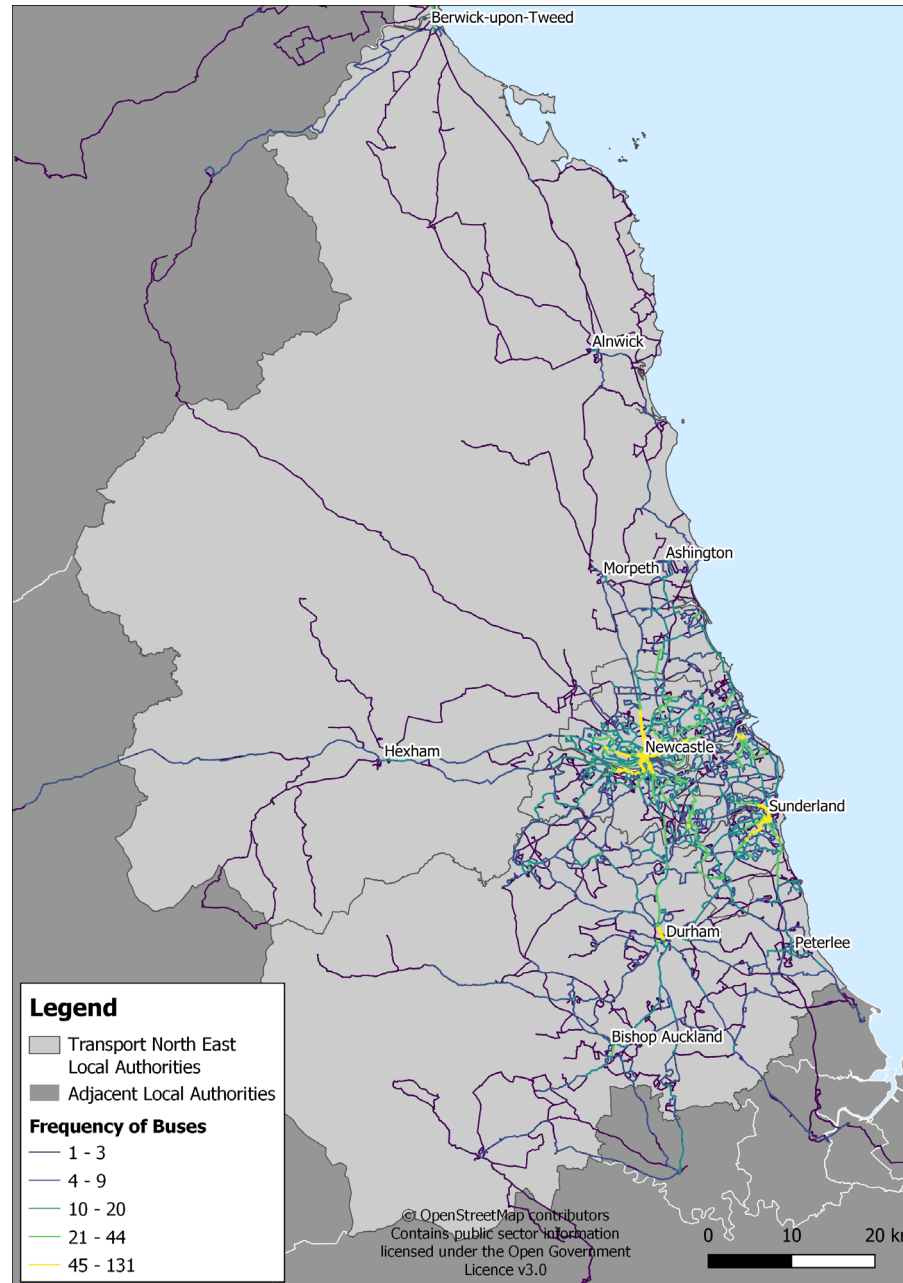 Berwick-upon-Tweed
Alnwick
Ashington
Morpeth
Newcastle
Hexham
Sunderland
Durham
Peterlee
Bishop Auckland
Legend
Transport North East
Local Authorities
Adjacent Local Authorities
Frequency of Buses
1 - 3
4 - 9
10 - 20
21 - 44
45 - 131
© OpenStreetMap contributors
Contains public sector information
licensed under the Open Government
Licence v3.0
0 10 20 km